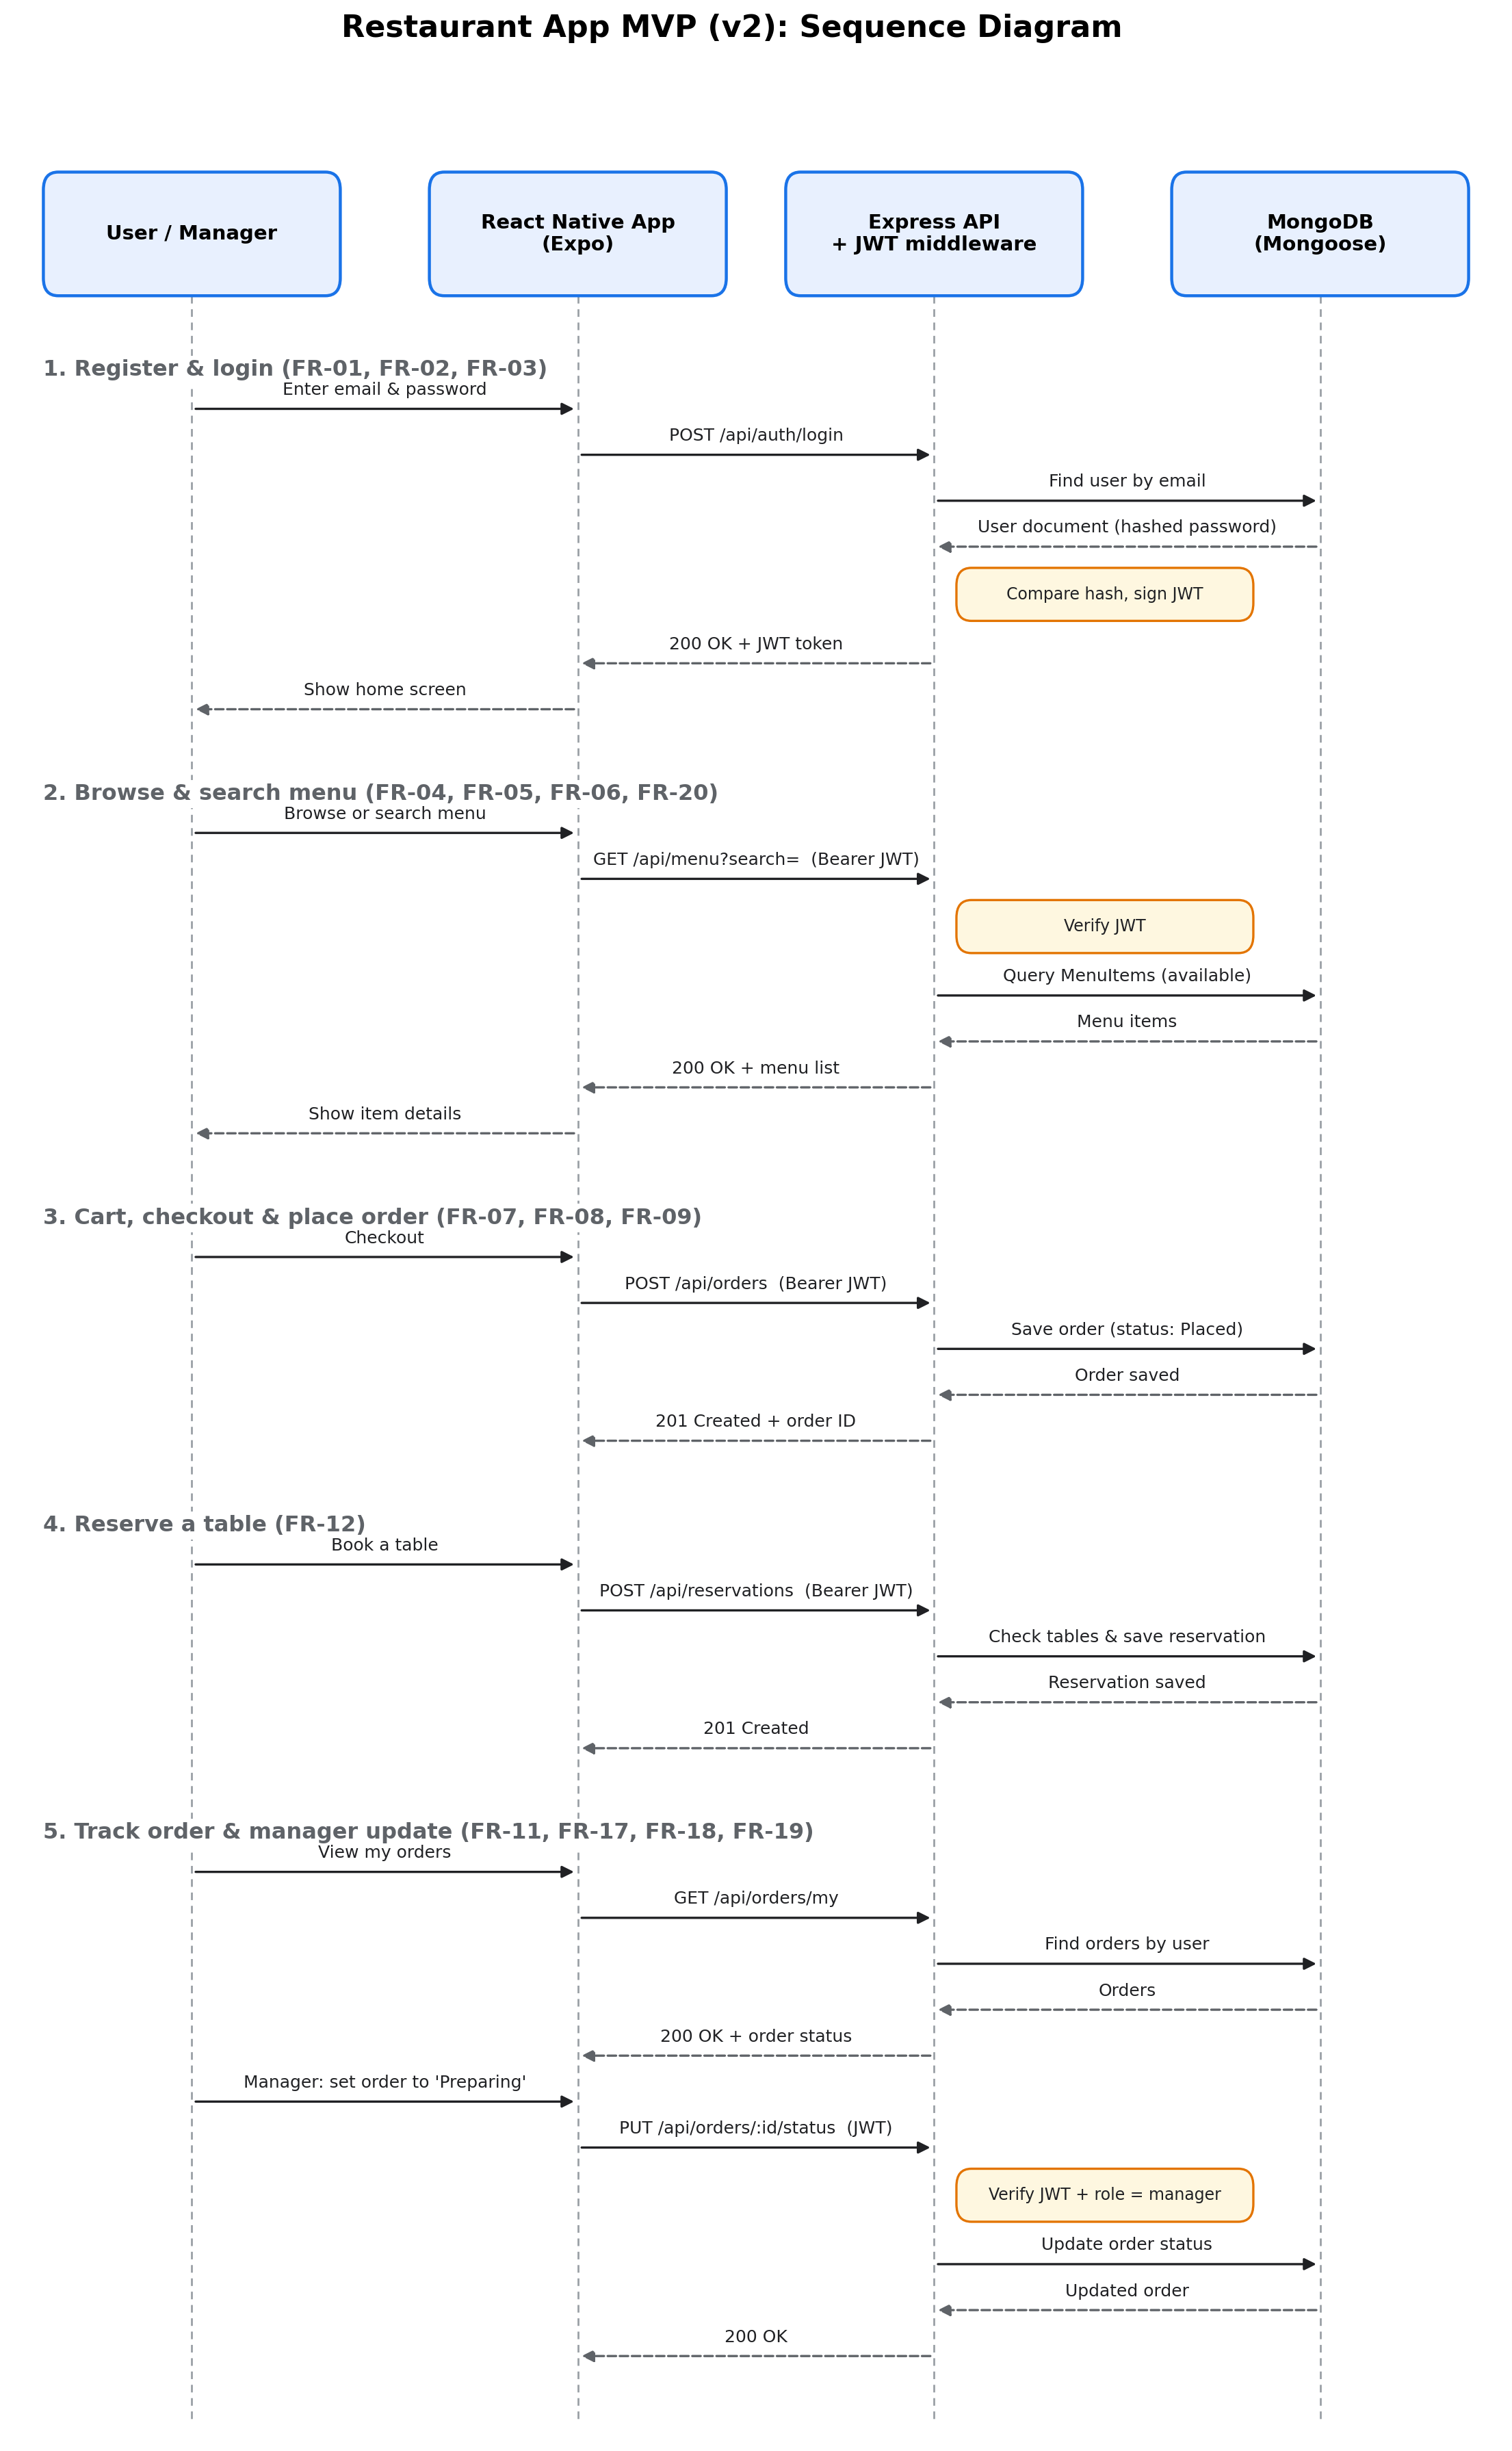 Restaurant App MVP (v2): Sequence Diagram
User / Manager
React Native App
(Expo)
Express API
+ JWT middleware
MongoDB
(Mongoose)
1. Register & login (FR-01, FR-02, FR-03)
Enter email & password
POST /api/auth/login
Find user by email
User document (hashed password)
Compare hash, sign JWT
200 OK + JWT token
Show home screen
2. Browse & search menu (FR-04, FR-05, FR-06, FR-20)
Browse or search menu
GET /api/menu?search=  (Bearer JWT)
Verify JWT
Query MenuItems (available)
Menu items
200 OK + menu list
Show item details
3. Cart, checkout & place order (FR-07, FR-08, FR-09)
Checkout
POST /api/orders  (Bearer JWT)
Save order (status: Placed)
Order saved
201 Created + order ID
4. Reserve a table (FR-12)
Book a table
POST /api/reservations  (Bearer JWT)
Check tables & save reservation
Reservation saved
201 Created
5. Track order & manager update (FR-11, FR-17, FR-18, FR-19)
View my orders
GET /api/orders/my
Find orders by user
Orders
200 OK + order status
Manager: set order to 'Preparing'
PUT /api/orders/:id/status  (JWT)
Verify JWT + role = manager
Update order status
Updated order
200 OK